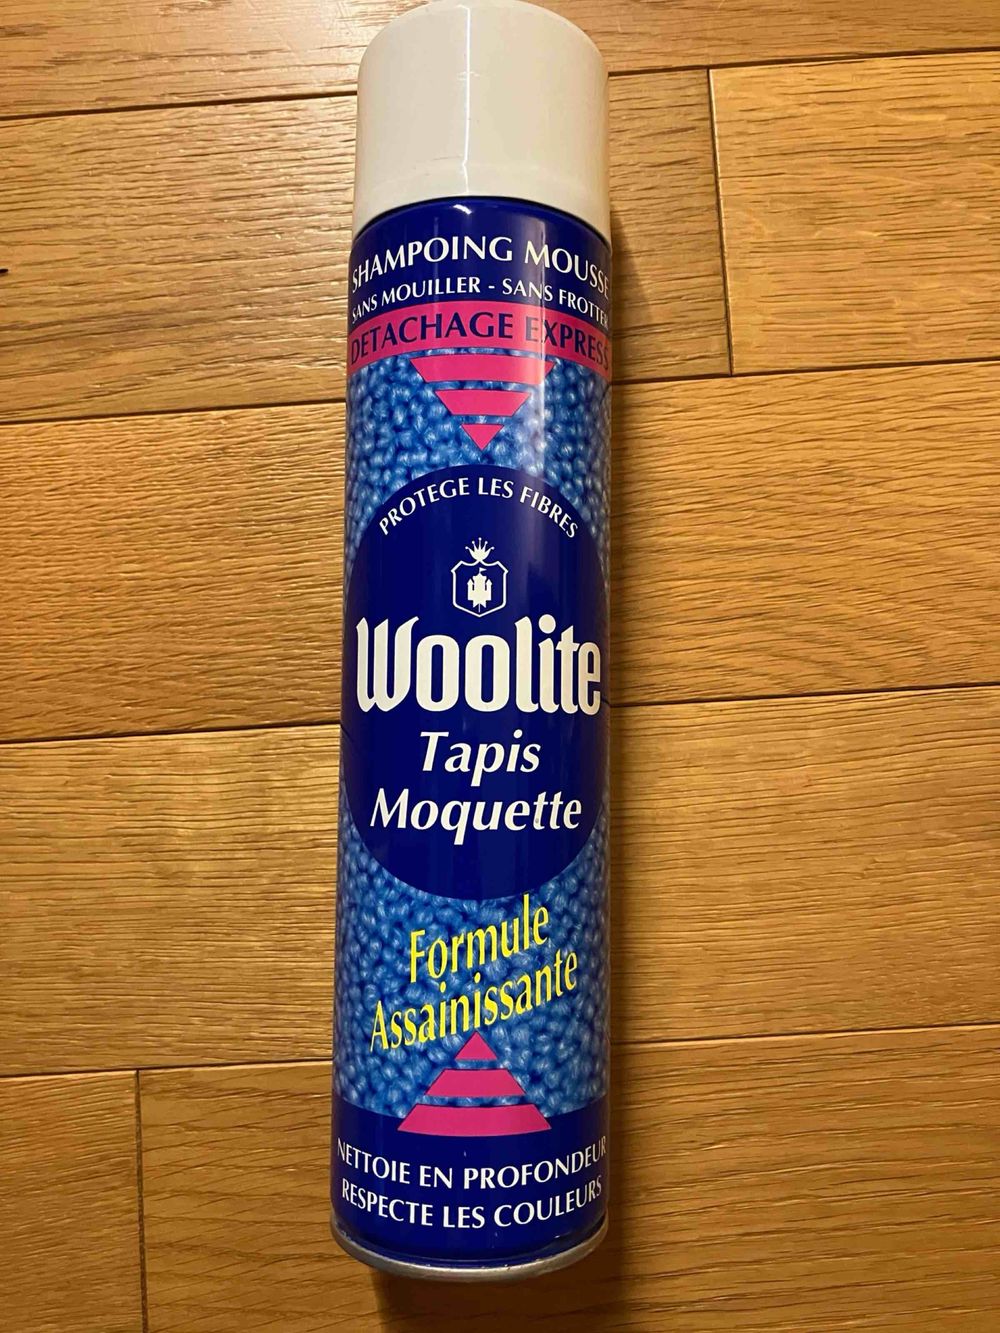 SHAMPOING MOUSSE
SANS MOUILLER - SANS FROTTER
DETACHAGE EXPRESS
PROTEGE LES FIBRES
Woolite
Tapis
Moquette
Formule
Assainissante
NETTOIE EN PROFONDEUR
RESPECTE LES COULEURS